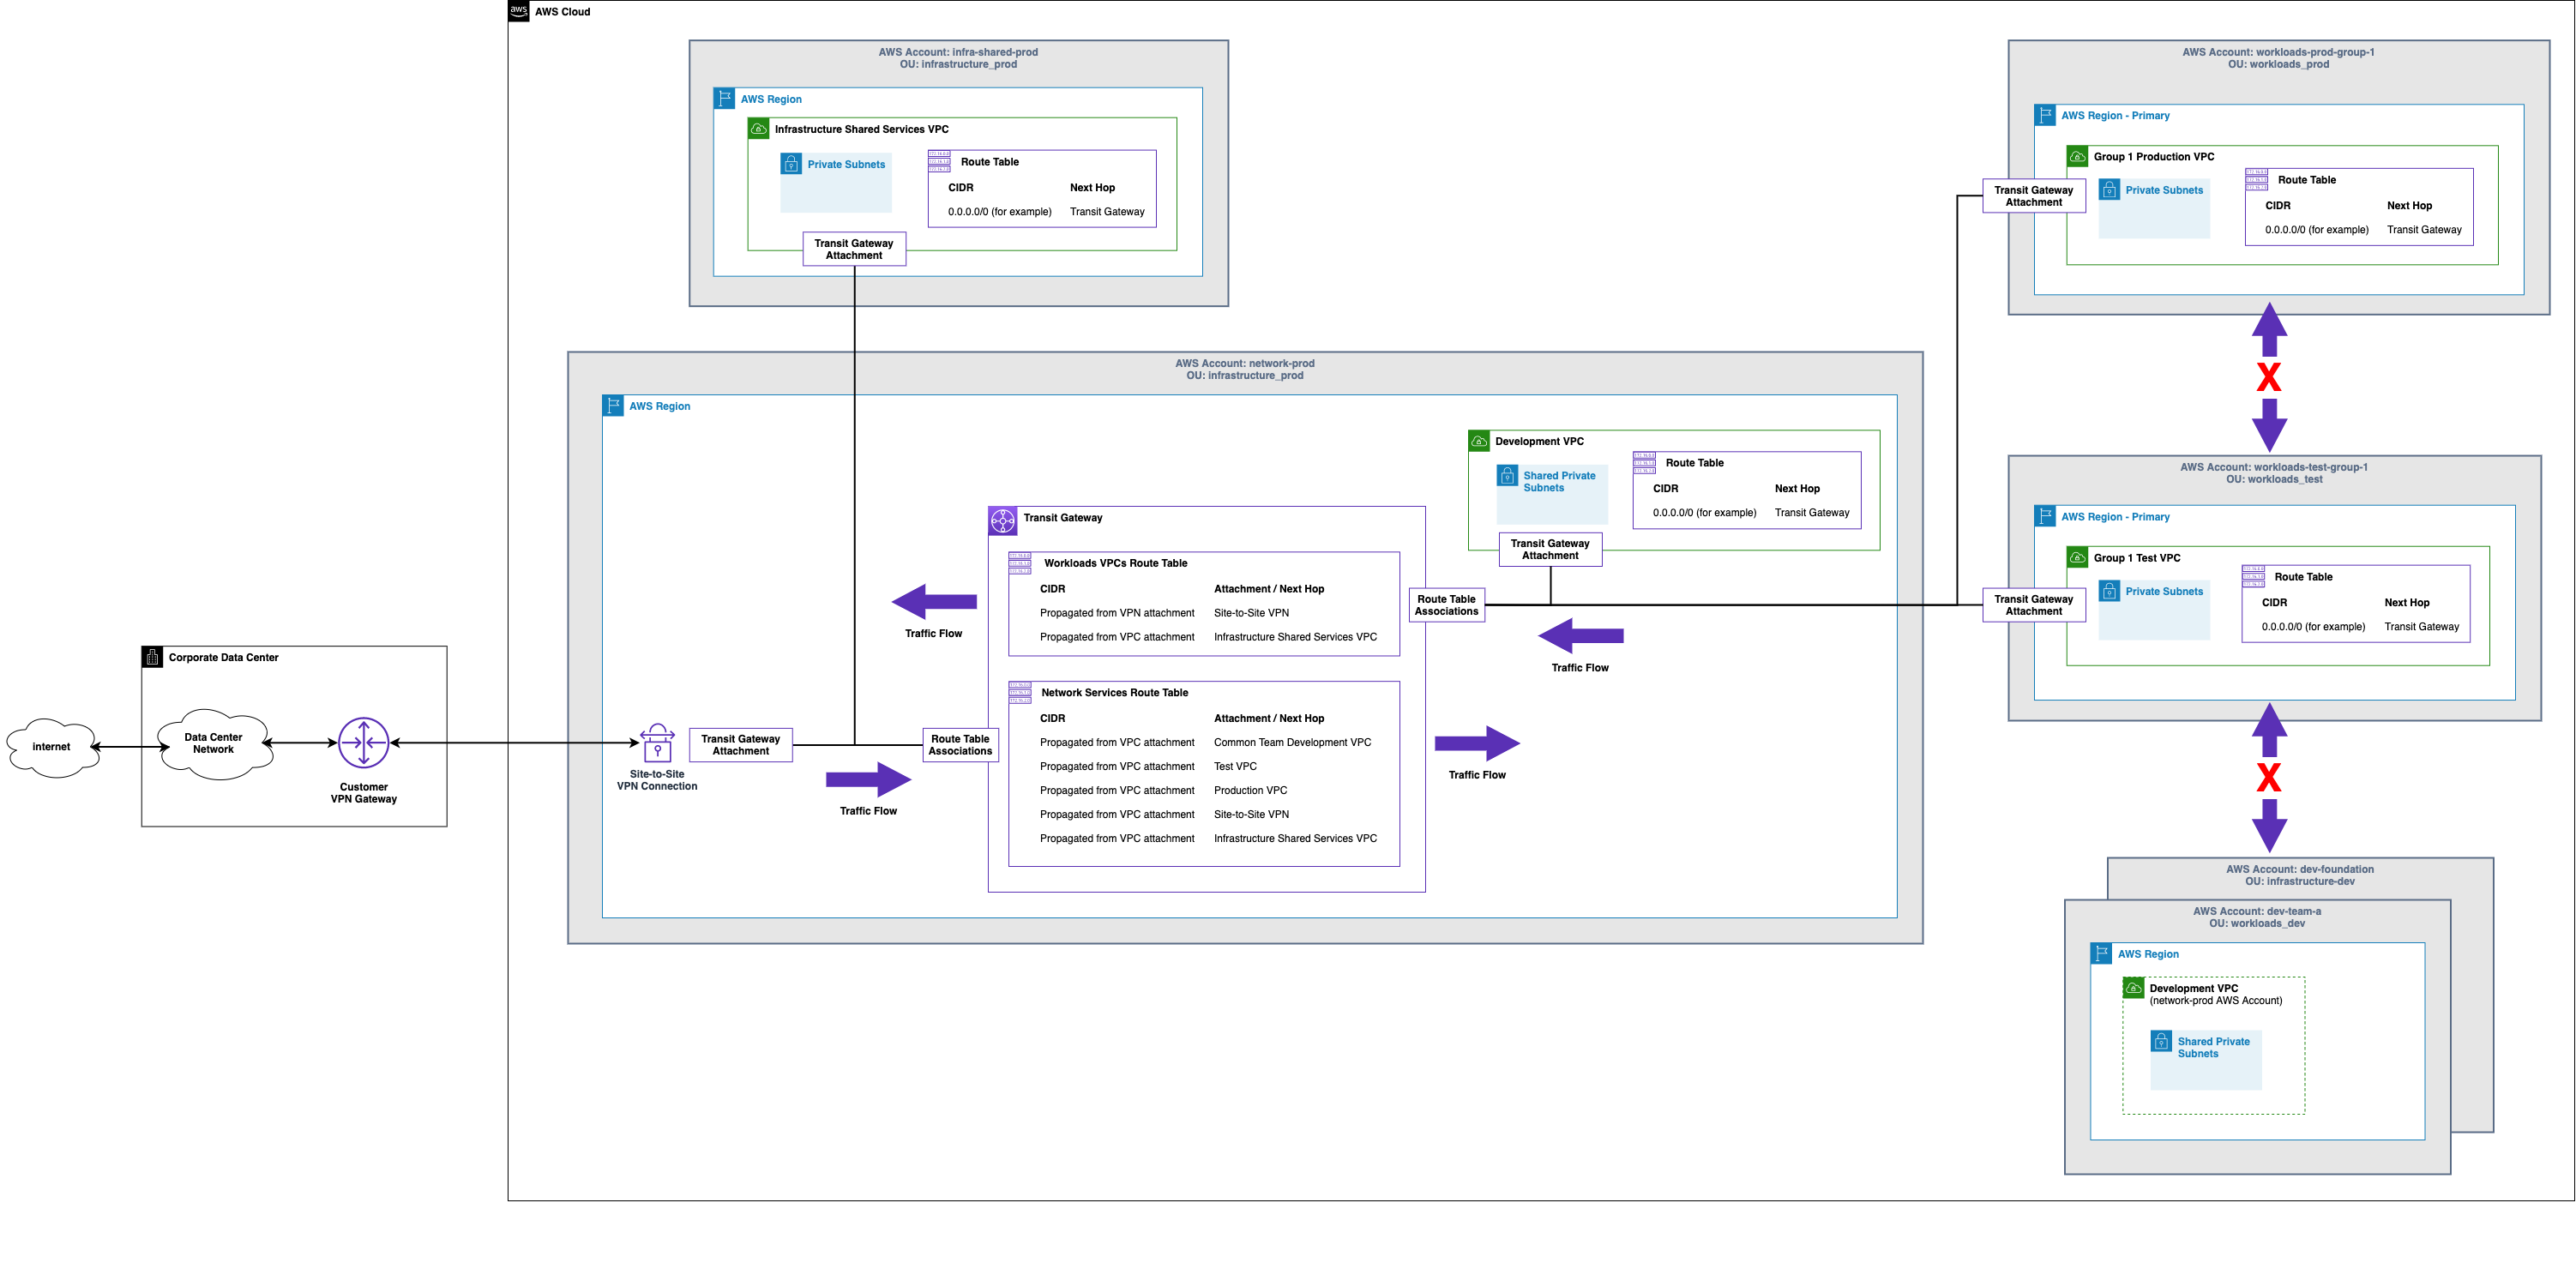 aws
AWS Cloud
AWS Account: infra-shared-prod
OU: infrastructure_prod
AWS Region
Infrastructure Shared Services VPC
Private Subnets
Route Table
CIDR Next Hop
0.0.0.0/0 (for example) Transit Gateway
Transit Gateway
Attachment
AWS Account: workloads-prod-group-1
OU: workloads_prod
AWS Region - Primary
Group 1 Production VPC
Transit Gateway
Attachment
Private Subnets
Route Table
CIDR Next Hop
0.0.0.0/0 (for example) Transit Gateway
X
AWS Account: network-prod
OU: infrastructure_prod
AWS Region
Development VPC
Shared Private
Subnets
Route Table
CIDR Next Hop
0.0.0.0/0 (for example) Transit Gateway
Transit Gateway
Attachment
Transit Gateway
Workloads VPCs Route Table
CIDR Attachment / Next Hop
Propagated from VPN attachment Site-to-Site VPN
Propagated from VPC attachment Infrastructure Shared Services VPC
Traffic Flow
Route Table
Associations
Traffic Flow
Network Services Route Table
CIDR Attachment / Next Hop
Propagated from VPC attachment Common Team Development VPC
Propagated from VPC attachment Test VPC
Propagated from VPC attachment Production VPC
Propagated from VPC attachment Site-to-Site VPN
Propagated from VPC attachment Infrastructure Shared Services VPC
Traffic Flow
Corporate Data Center
internet
Data Center
Network
Customer
VPN Gateway
Site-to-Site
VPN Connection
Transit Gateway
Attachment
Route Table
Associations
Traffic Flow
AWS Account: workloads-test-group-1
OU: workloads_test
AWS Region - Primary
Group 1 Test VPC
Transit Gateway
Attachment
Private Subnets
Route Table
CIDR Next Hop
0.0.0.0/0 (for example) Transit Gateway
X
AWS Account: dev-foundation
OU: infrastructure-dev
AWS Account: dev-team-a
OU: workloads_dev
AWS Region
Development VPC
(network-prod AWS Account)
Shared Private
Subnets